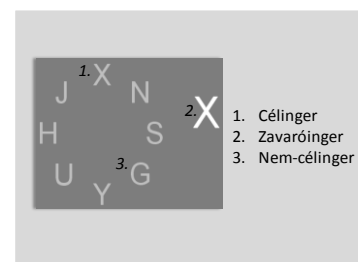 1. X
J N
2. X
H S
U 3. G
Y
1. Célinger
2. Zavaróinger
3. Nem-célinger